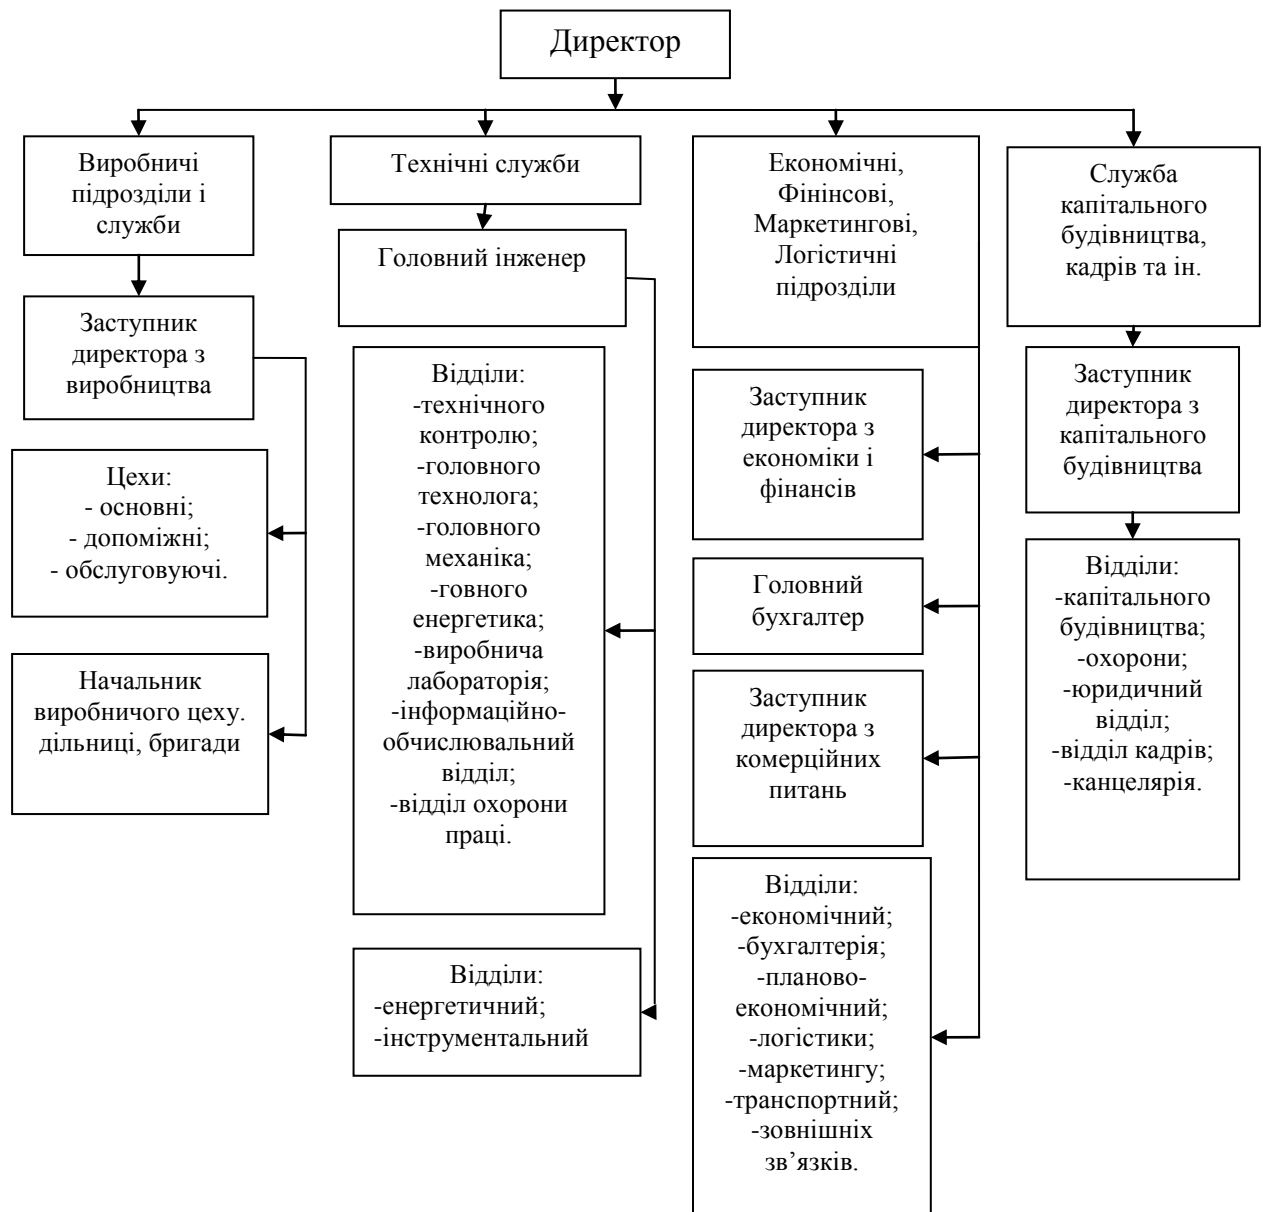 Директор
Виробничі
підрозділи і
служби
Заступник
директора з
виробництва
Цехи:
- основні;
- допоміжні;
- обслуговуючі.
Начальник
виробничого цеху.
дільниці, бригади
Технічні служби
Головний інженер
Відділи:
-технічного
контролю;
-головного
технолога;
-головного
механіка;
-говного
енергетика;
-виробнича
лабораторія;
-інформаційно-
обчислювальний
відділ;
-відділ охорони
праці.
Відділи:
-енергетичний;
-інструментальний
Економічні,
Фінінсові,
Маркетингові,
Логістичні
підрозділи
Заступник
директора з
економіки і
фінансів
Головний
бухгалтер
Заступник
директора з
комерційних
питань
Відділи:
-економічний;
-бухгалтерія;
-планово-
економічний;
-логістики;
-маркетингу;
-транспортний;
-зовнішніх
зв’язків.
Служба
капітального
будівництва,
кадрів та ін.
Заступник
директора з
капітального
будівництва
Відділи:
-капітального
будівництва;
-охорони;
-юридичний
відділ;
-відділ кадрів;
-канцелярія.